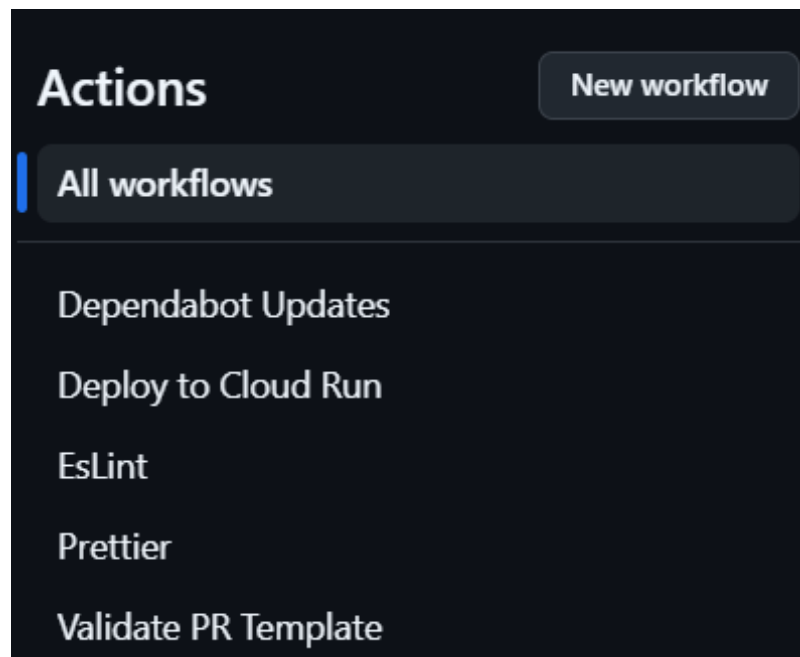 Actions
New workflow
All workflows
Dependabot Updates
Deploy to Cloud Run
EsLint
Prettier
Validate PR Template